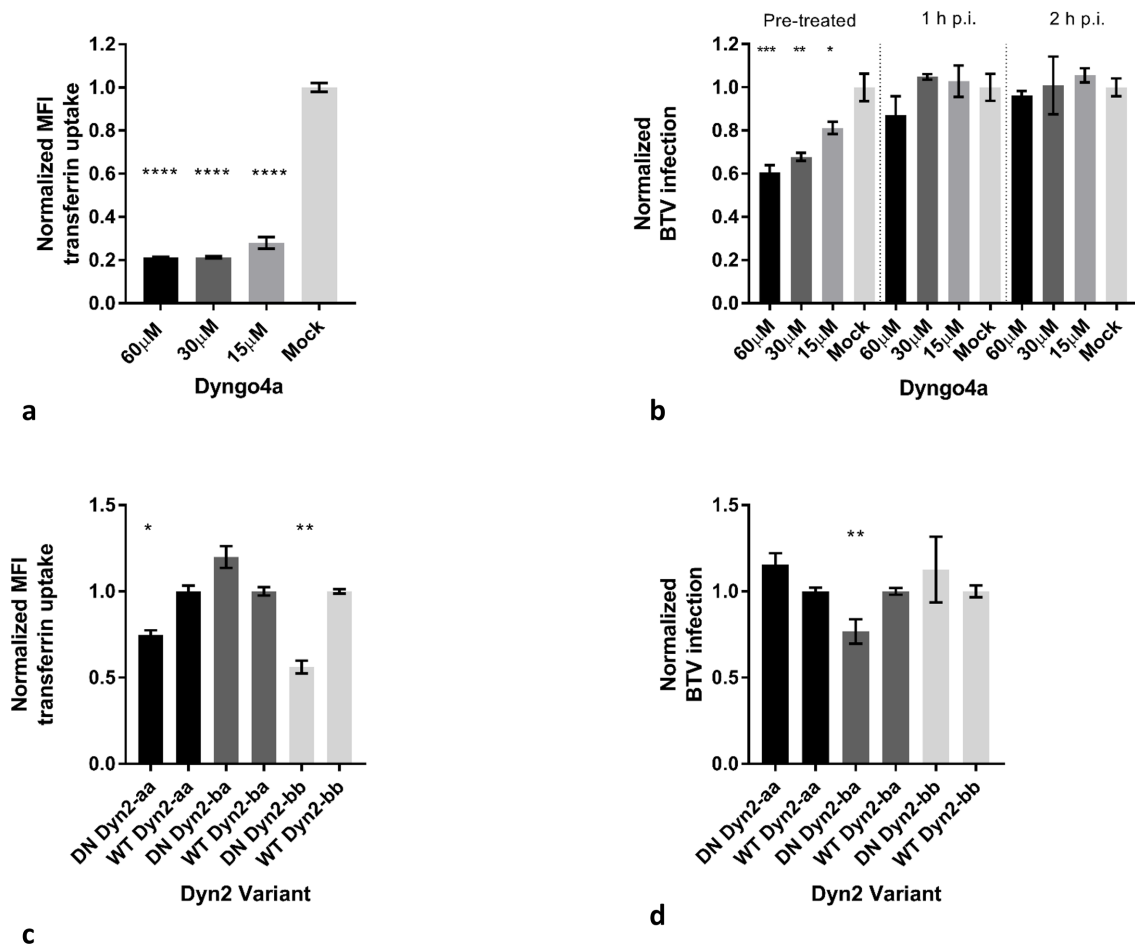 1.2
1.0
0.8
0.6
0.4
0.2
0.0
Normalized MFI
transferrin uptake
**** **** ****
60μM 30μM 15μM Mock
Dyngo4a
a
Pre-treated 1 h p.i. 2 h p.i.
*** ** *
1.2
1.0
0.8
0.6
0.4
0.2
0.0
Normalized
BTV infection
60μM 30μM 15μM Mock 60μM 30μM 15μM Mock 60μM 30μM 15μM Mock
Dyngo4a
b
1.5
1.0
0.5
0.0
Normalized MFI
transferrin uptake
* **
DN Dyn2-aa WT Dyn2-aa DN Dyn2-ba WT Dyn2-ba DN Dyn2-bb WT Dyn2-bb
Dyn2 Variant
c
1.5
1.0
0.5
0.0
Normalized
BTV infection
**
DN Dyn2-aa WT Dyn2-aa DN Dyn2-ba WT Dyn2-ba DN Dyn2-bb WT Dyn2-bb
Dyn2 Variant
d